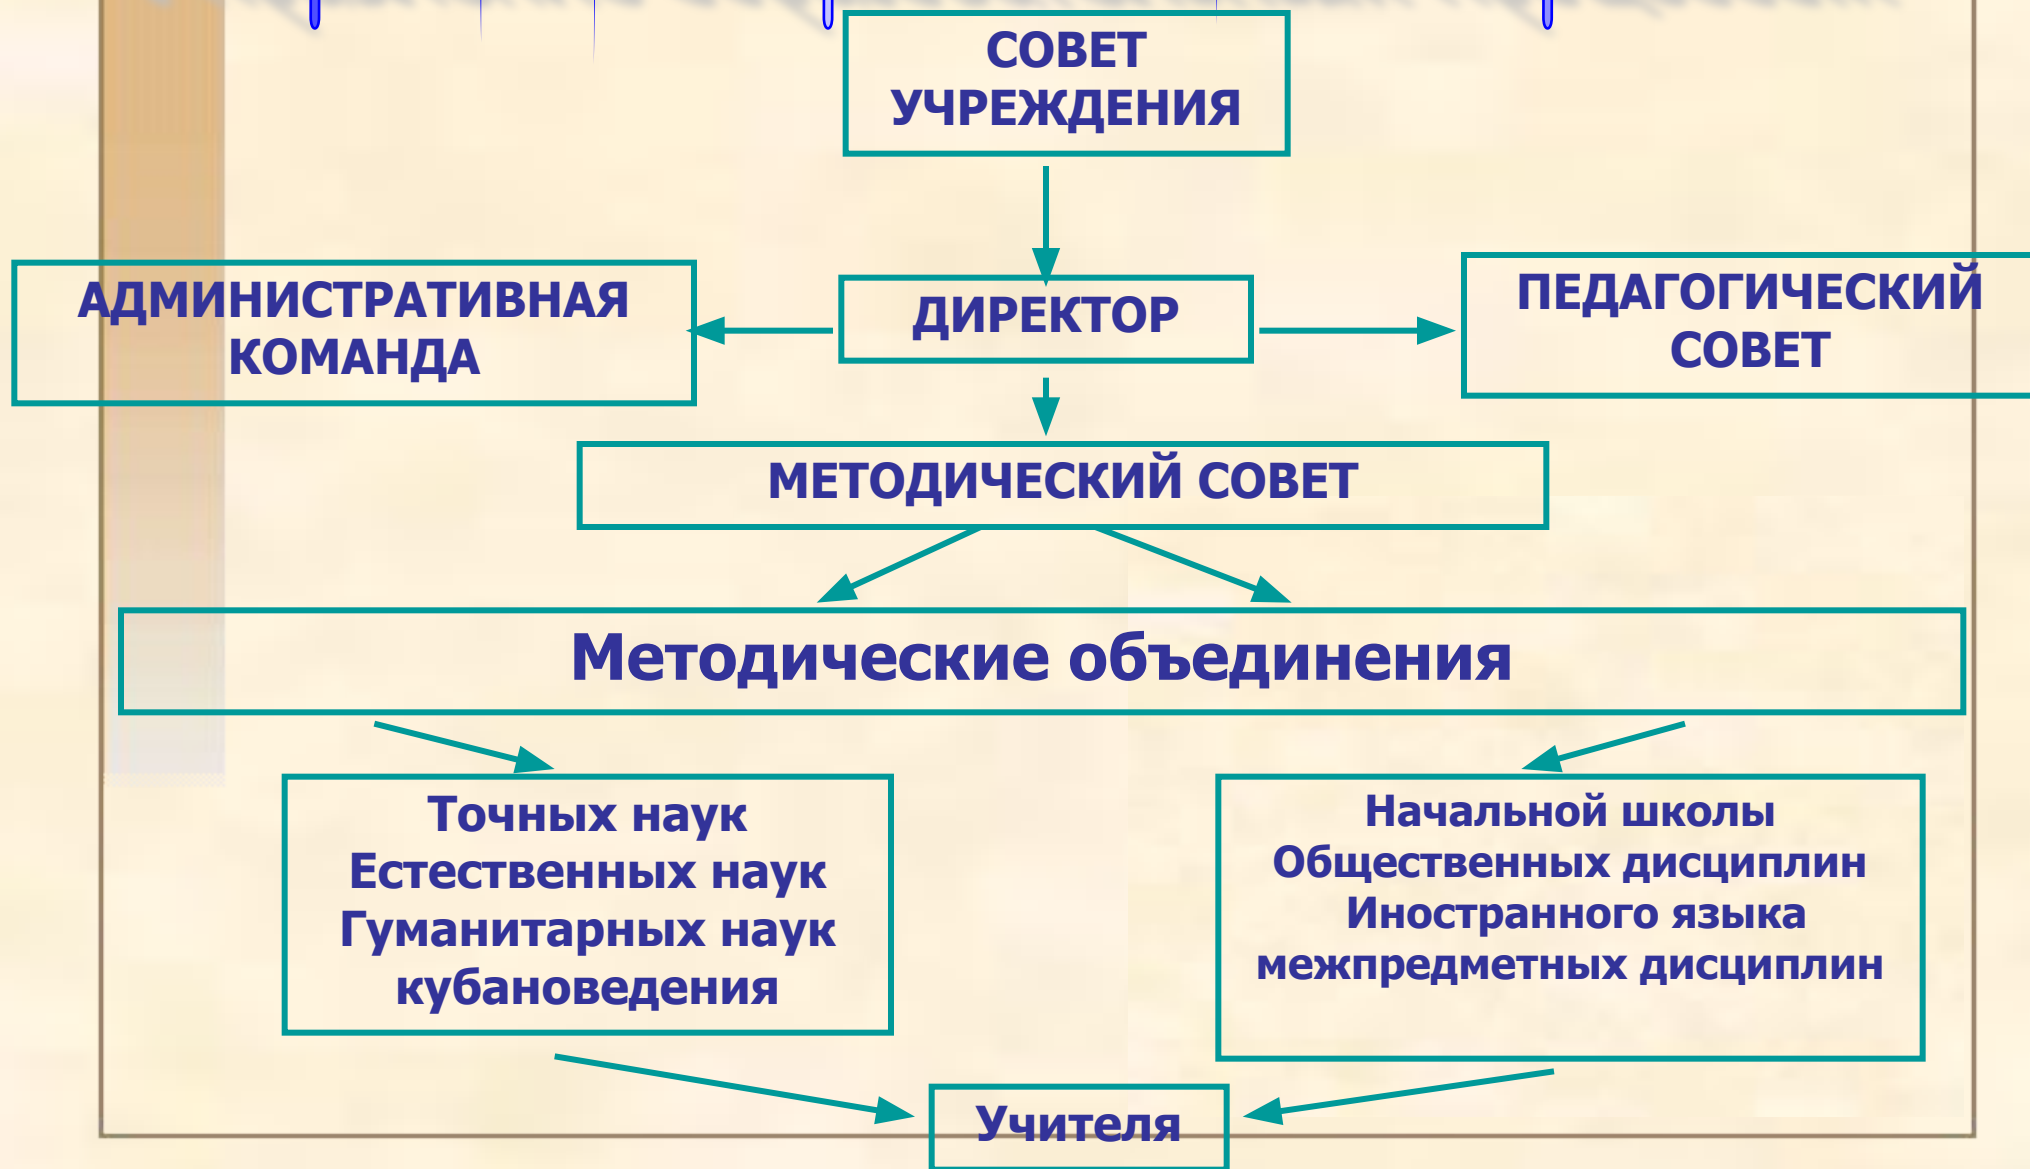 СОВЕТ
УЧРЕЖДЕНИЯ
АДМИНИСТРАТИВНАЯ
КОМАНДА
ДИРЕКТОР
ПЕДАГОГИЧЕСКИЙ
СОВЕТ
МЕТОДИЧЕСКИЙ СОВЕТ
Методические объединения
Точных наук
Естественных наук
Гуманитарных наук
кубановедения
Начальной школы
Общественных дисциплин
Иностранного языка
межпредметных дисциплин
Учителя